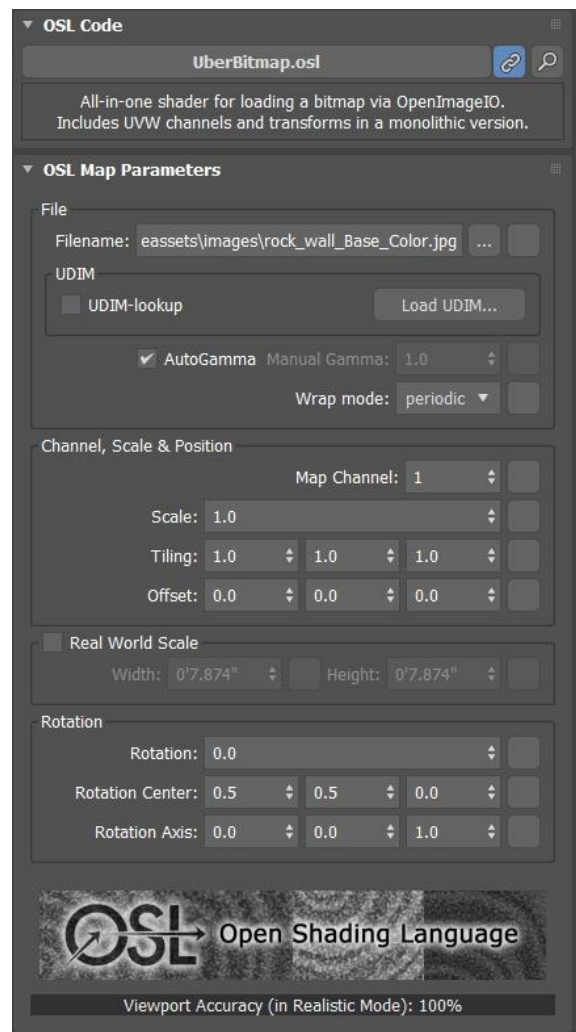 OSL Code
UberBitmap.osl
All-in-one shader for loading a bitmap via OpenImageIO.
Includes UVW channels and transforms in a monolithic version.
OSL Map Parameters
File
Filename: eassets\images\rock_wall_Base_Color.jpg ...
UDIM
UDIM-lookup Load UDIM...
AutoGamma Manual Gamma: 1.0
Wrap mode: periodic
Channel, Scale & Position
Map Channel: 1
Scale: 1.0
Tiling: 1.0 1.0 1.0
Offset: 0.0 0.0 0.0
Real World Scale
Width: 0'7.874" Height: 0'7.874"
Rotation
Rotation: 0.0
Rotation Center: 0.5 0.5 0.0
Rotation Axis: 0.0 0.0 1.0
OSL Open Shading Language
Viewport Accuracy (in Realistic Mode): 100%